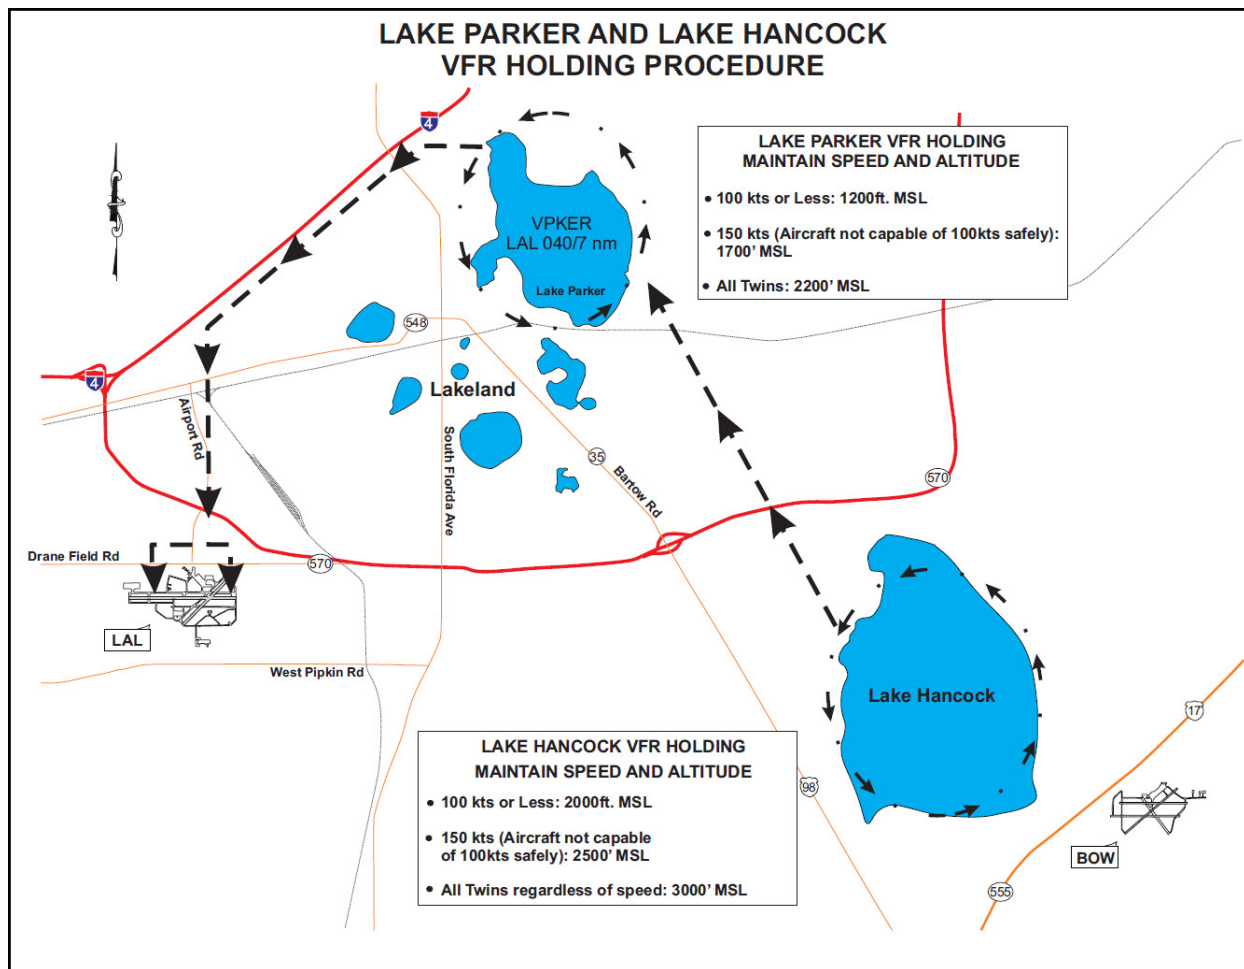 LAKE PARKER AND LAKE HANCOCK
VFR HOLDING PROCEDURE
4
LAKE PARKER VFR HOLDING
MAINTAIN SPEED AND ALTITUDE
• 100 kts or Less: 1200ft. MSL
• 150 kts (Aircraft not capable of 100kts safely):
1700' MSL
• All Twins: 2200' MSL
VPKER
LAL 040/7 nm
Lake Parker
548
4
Lakeland
Airport Rd
South Florida Ave
35
Bartow Rd
570
Drane Field Rd
570
LAL
West Pipkin Rd
Lake Hancock
17
LAKE HANCOCK VFR HOLDING
MAINTAIN SPEED AND ALTITUDE
• 100 kts or Less: 2000ft. MSL
• 150 kts (Aircraft not capable
of 100kts safely): 2500' MSL
• All Twins regardless of speed: 3000' MSL
98
BOW
555